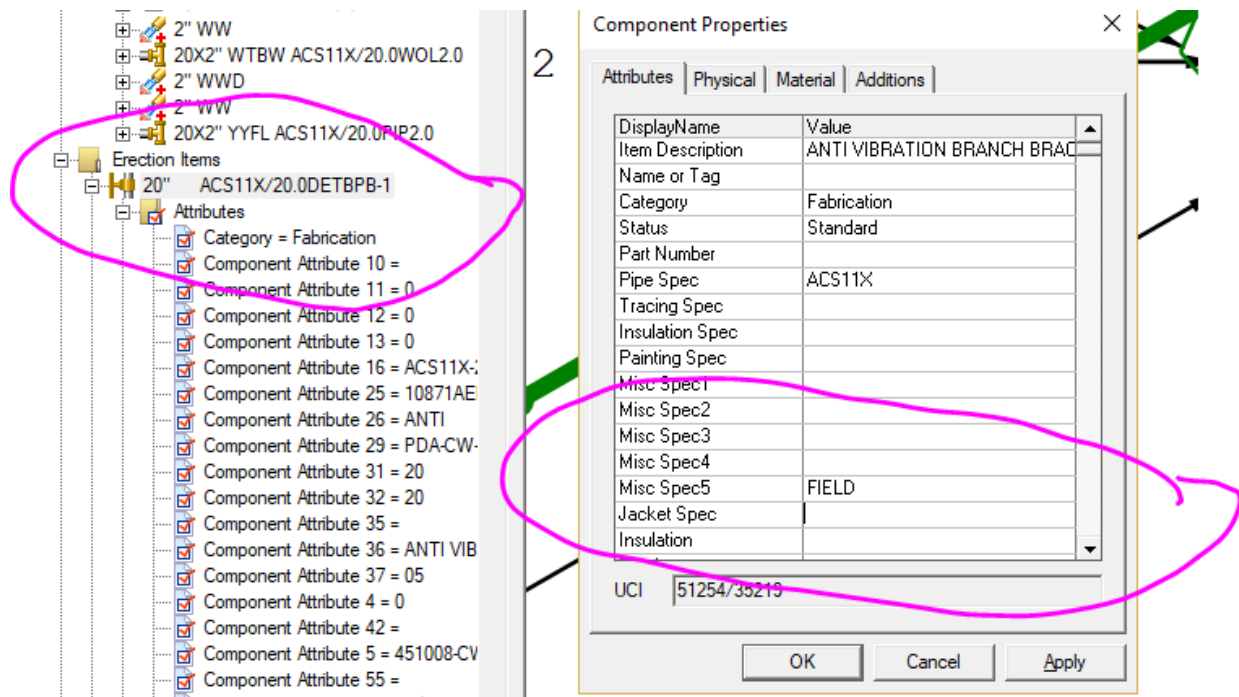 2" WW
20X2" WTBW ACS11X/20.0WOL2.0
2" WWD
2" WW
20X2" YYFL ACS11X/20.0PIP2.0
Erection Items
20" ACS11X/20.0DETBPB-1
Attributes
Category = Fabrication
Component Attribute 10 =
Component Attribute 11 = 0
Component Attribute 12 = 0
Component Attribute 13 = 0
Component Attribute 16 = ACS11X-2
Component Attribute 25 = 10871AE
Component Attribute 26 = ANTI
Component Attribute 29 = PDA-CW-
Component Attribute 31 = 20
Component Attribute 32 = 20
Component Attribute 35 =
Component Attribute 36 = ANTI VIB
Component Attribute 37 = 05
Component Attribute 4 = 0
Component Attribute 42 =
Component Attribute 5 = 451008-CW
Component Attribute 55 =
2
Component Properties
Attributes Physical Material Additions
DisplayName Value
Item Description ANTI VIBRATION BRANCH BRAC
Name or Tag
Category Fabrication
Status Standard
Part Number
Pipe Spec ACS11X
Tracing Spec
Insulation Spec
Painting Spec
Misc Spec1
Misc Spec2
Misc Spec3
Misc Spec4
Misc Spec5 FIELD
Jacket Spec
Insulation
UCI 51254/35219
OK Cancel Apply